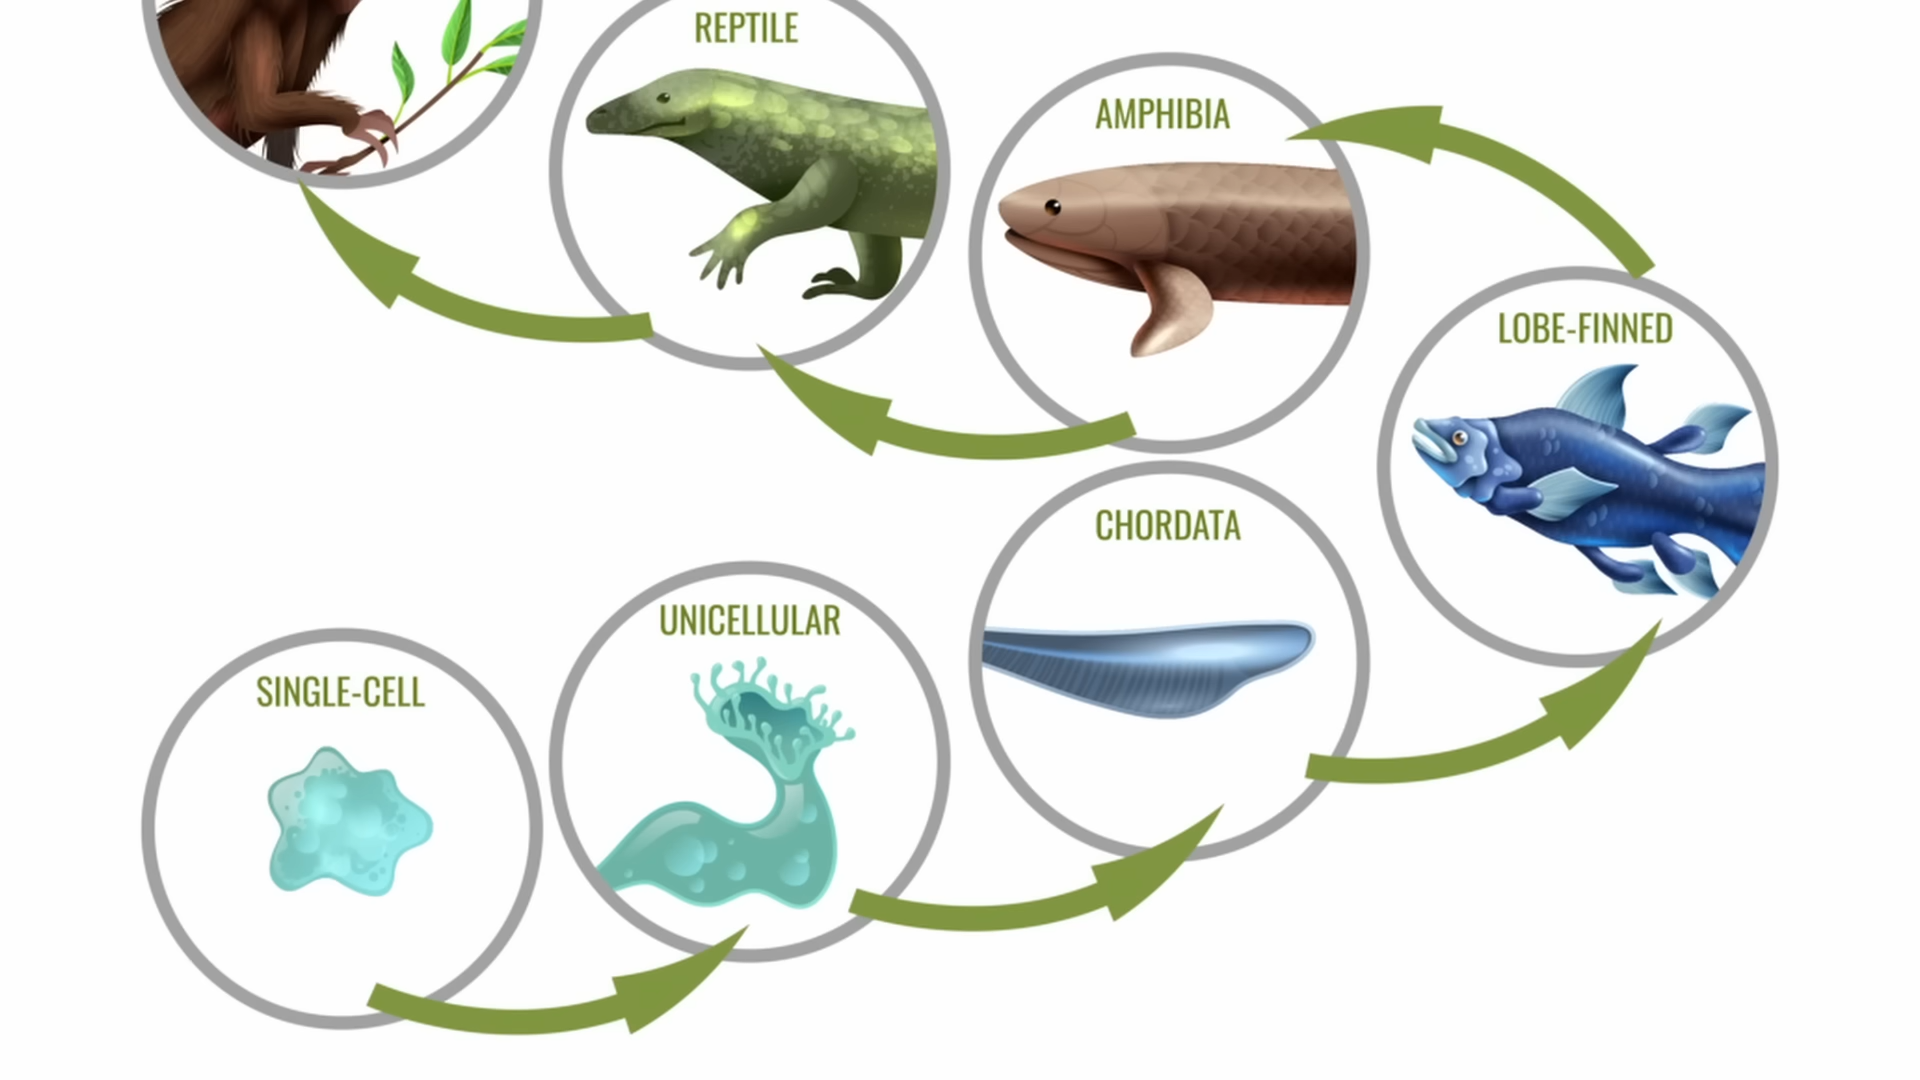 REPTILE
AMPHIBIA
LOBE-FINNED
CHORDATA
UNICELLULAR
SINGLE-CELL